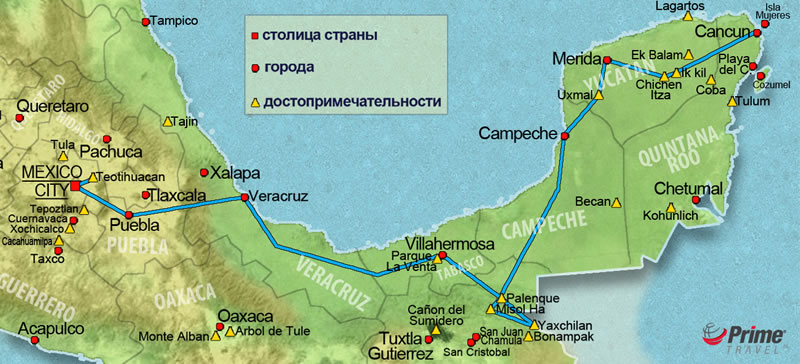 Tampico
столица страны
города
достопримечательности
Lagartos
Isla
Mujeres
Cancun
Merida
Ek Balam
Playa
del C
Ik kil
Chichen
Itza
Coba
Cozumel
YUCATAN
Uxmal
Tulum
QUERETARO
Queretaro
HIDALGO
Tajin
Campeche
QUINTANA
ROO
Tula
Pachuca
MEXICO
CITY
Teotihuacan
Xalapa
Tlaxcala
Veracruz
Chetumal
Becan
Kohunlich
Tepoztlan
Cuernavaca
Xochicalco
Cacahuamipa
Taxco
Puebla
PUEBLA
CAMPECHE
Villahermosa
Parque
La Venta
TABASCO
VERACRUZ
GUERRERO
OAXACA
Palenque
Misol Ha
Cañon del
Sumidero
Yaxchilan
Bonampak
Acapulco
Oaxaca
Monte Alban
Arbol de Tule
Tuxtla
Gutierrez
San Juan
Chamula
San Cristobal
Prime
TRAVEL